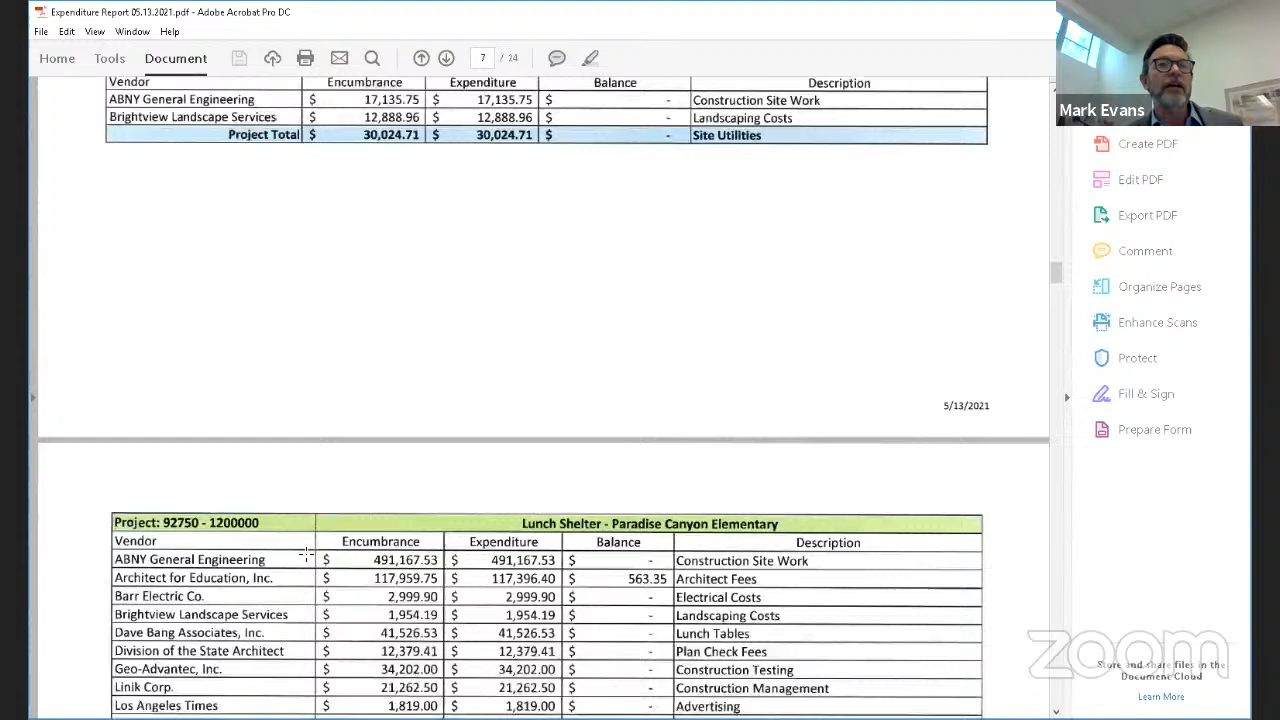 Expenditure Report 05.13.2021.pdf - Adobe Acrobat Pro DC
File Edit View Window Help
Home Tools Document 7 / 24
Mark Evans
Vendor Encumbrance Expenditure Balance Description
ABNY General Engineering $ 17,135.75 $ 17,135.75 $ - Construction Site Work
Brightview Landscape Services $ 12,888.96 $ 12,888.96 $ - Landscaping Costs
Project Total $ 30,024.71 $ 30,024.71 $ - Site Utilities
5/13/2021
Project: 92750 - 1200000 Lunch Shelter - Paradise Canyon Elementary
Vendor Encumbrance Expenditure Balance Description
ABNY General Engineering $ 491,167.53 $ 491,167.53 $ - Construction Site Work
Architect for Education, Inc. $ 117,959.75 $ 117,396.40 $ 563.35 Architect Fees
Barr Electric Co. $ 2,999.90 $ 2,999.90 $ - Electrical Costs
Brightview Landscape Services $ 1,954.19 $ 1,954.19 $ - Landscaping Costs
Dave Bang Associates, Inc. $ 41,526.53 $ 41,526.53 $ - Lunch Tables
Division of the State Architect $ 12,379.41 $ 12,379.41 $ - Plan Check Fees
Geo-Advantec, Inc. $ 34,202.00 $ 34,202.00 $ - Construction Testing
Linik Corp. $ 21,262.50 $ 21,262.50 $ - Construction Management
Los Angeles Times $ 1,819.00 $ 1,819.00 $ - Advertising
Create PDF
Edit PDF
Export PDF
Comment
Organize Pages
Enhance Scans
Protect
Fill & Sign
Prepare Form
zoom
Store and share files in the
Document Cloud
Learn More